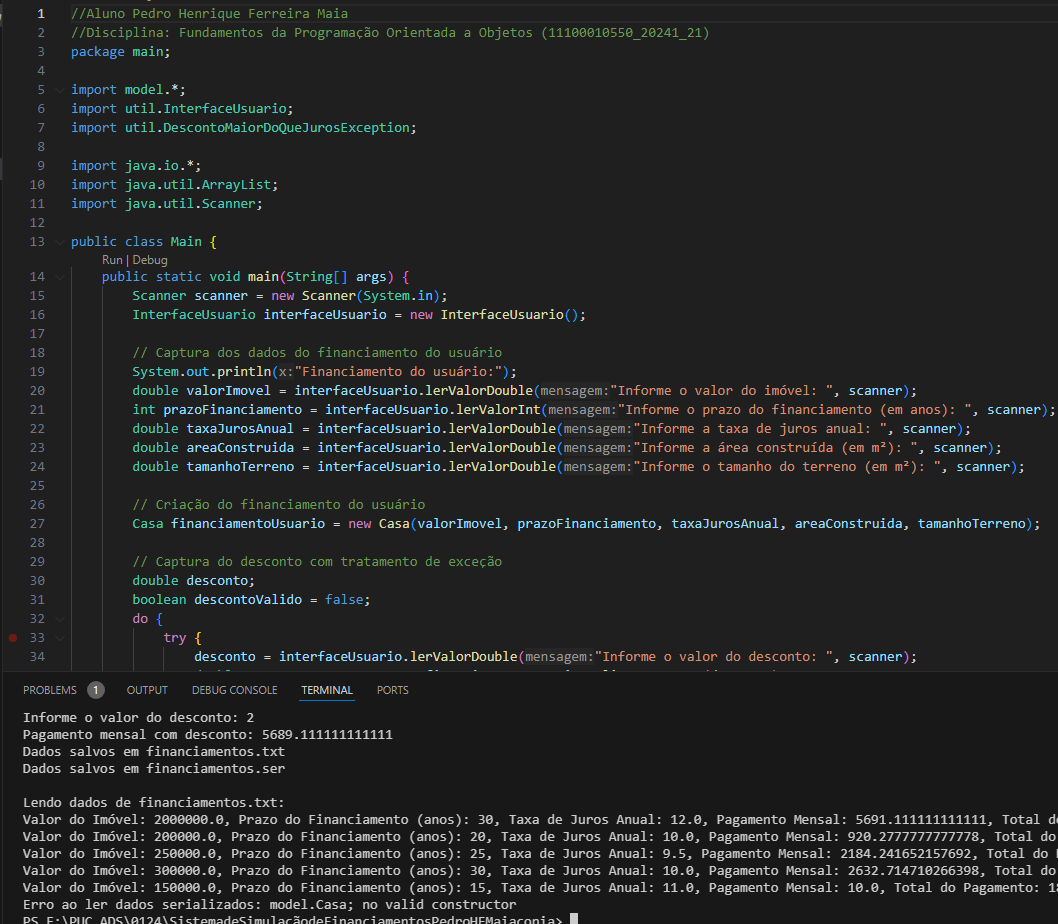 1 //Aluno Pedro Henrique Ferreira Maia
2 //Disciplina: Fundamentos da Programação Orientada a Objetos (11100010550_20241_21)
3 package main;
4
5 import model.*;
6 import util.InterfaceUsuario;
7 import util.DescontoMaiorDoQueJurosException;
8
9 import java.io.*;
10 import java.util.ArrayList;
11 import java.util.Scanner;
12
13 public class Main {
Run | Debug
14 public static void main(String[] args) {
15 Scanner scanner = new Scanner(System.in);
16 InterfaceUsuario interfaceUsuario = new InterfaceUsuario();
17
18 // Captura dos dados do financiamento do usuário
19 System.out.println(x:"Financiamento do usuário:");
20 double valorImovel = interfaceUsuario.lerValorDouble(mensagem:"Informe o valor do imóvel: ", scanner);
21 int prazoFinanciamento = interfaceUsuario.lerValorInt(mensagem:"Informe o prazo do financiamento (em anos): ", scanner);
22 double taxaJurosAnual = interfaceUsuario.lerValorDouble(mensagem:"Informe a taxa de juros anual: ", scanner);
23 double areaConstruida = interfaceUsuario.lerValorDouble(mensagem:"Informe a área construída (em m²): ", scanner);
24 double tamanhoTerreno = interfaceUsuario.lerValorDouble(mensagem:"Informe o tamanho do terreno (em m²): ", scanner);
25
26 // Criação do financiamento do usuário
27 Casa financiamentoUsuario = new Casa(valorImovel, prazoFinanciamento, taxaJurosAnual, areaConstruida, tamanhoTerreno);
28
29 // Captura do desconto com tratamento de exceção
30 double desconto;
31 boolean descontoValido = false;
32 do {
33 try {
34 desconto = interfaceUsuario.lerValorDouble(mensagem:"Informe o valor do desconto: ", scanner);
PROBLEMS 1 OUTPUT DEBUG CONSOLE TERMINAL PORTS
Informe o valor do desconto: 2
Pagamento mensal com desconto: 5689.111111111111
Dados salvos em financiamentos.txt
Dados salvos em financiamentos.ser

Lendo dados de financiamentos.txt:
Valor do Imóvel: 2000000.0, Prazo do Financiamento (anos): 30, Taxa de Juros Anual: 12.0, Pagamento Mensal: 5691.111111111111, Total d
Valor do Imóvel: 200000.0, Prazo do Financiamento (anos): 20, Taxa de Juros Anual: 10.0, Pagamento Mensal: 920.2777777777778, Total do
Valor do Imóvel: 250000.0, Prazo do Financiamento (anos): 25, Taxa de Juros Anual: 9.5, Pagamento Mensal: 2184.241652157692, Total do
Valor do Imóvel: 300000.0, Prazo do Financiamento (anos): 30, Taxa de Juros Anual: 10.0, Pagamento Mensal: 2632.714710266398, Total do
Valor do Imóvel: 150000.0, Prazo do Financiamento (anos): 15, Taxa de Juros Anual: 11.0, Pagamento Mensal: 10.0, Total do Pagamento: 18
Erro ao ler dados serializados: model.Casa; no valid constructor
PS E:\PUC ADS\0124\SistemadeSimulaçãodeFinanciamentosPedroHFMaiaconia>